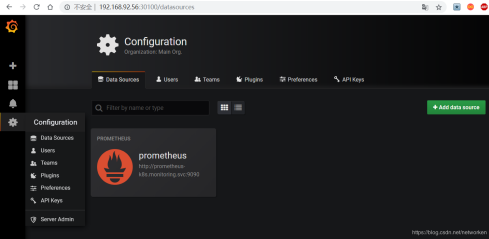 不安全 | 192.168.92.56:30100/datasources
Configuration
Organization: Main Org.
Data Sources
Users
Teams
Plugins
Preferences
API Keys
Filter by name or type
+ Add data source
Configuration
Data Sources
Users
Teams
Plugins
Preferences
API Keys
Server Admin
PROMETHEUS
prometheus
http://prometheus-
k8s.monitoring.svc:9090
https://blog.csdn.net/networken